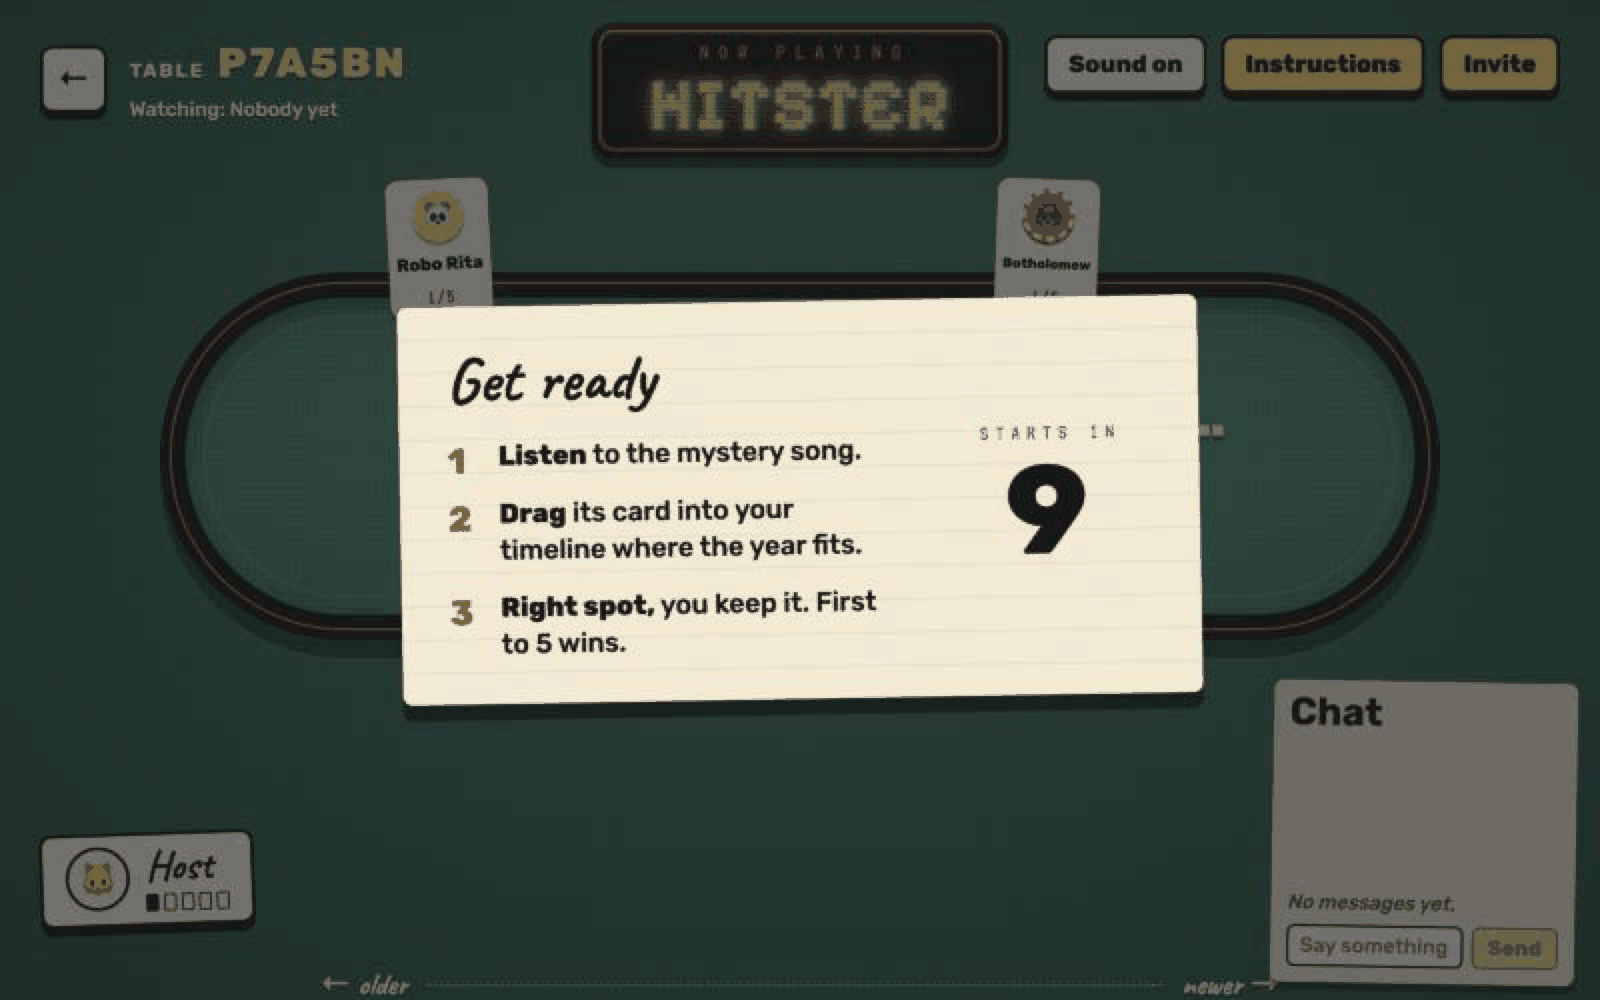 ←
TABLE P7A5BN
Watching: Nobody yet
NOW PLAYING
HITSTER
Sound on
Instructions
Invite
Robo Rita
1/5
Botholomew
Get ready
1 Listen to the mystery song.
2 Drag its card into your
timeline where the year fits.
3 Right spot, you keep it. First
to 5 wins.
STARTS IN
9
Host
Chat
No messages yet.
Say something
Send
← older
newer →